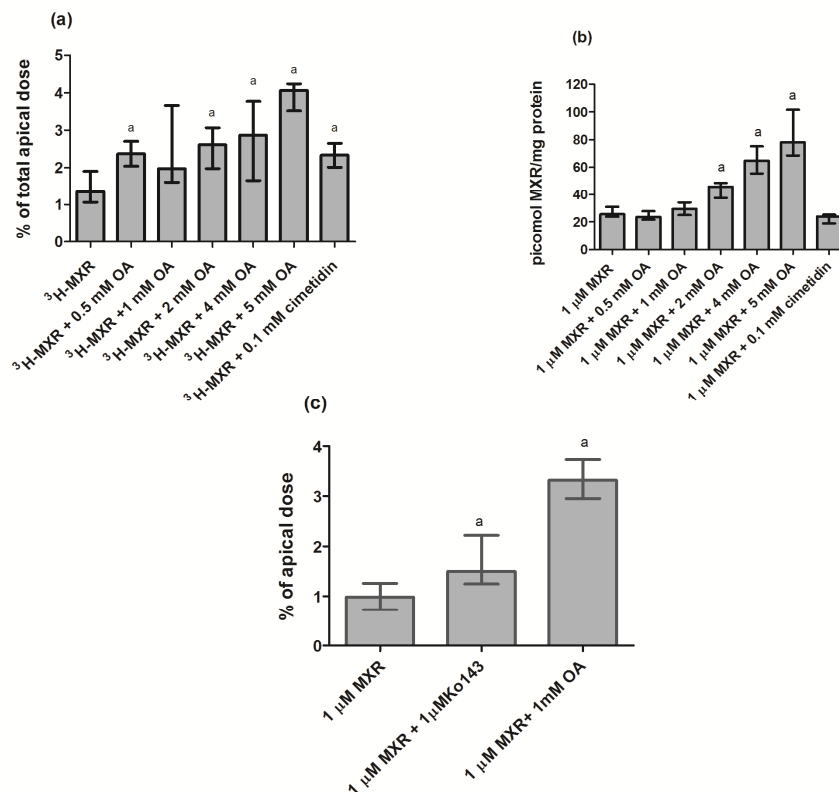 (a)
% of total apical dose
5
4
3
2
1
0
a
a
a
a
a
³H-MXR
³H-MXR + 0.5 mM OA
³H-MXR +1 mM OA
³H-MXR + 2 mM OA
³H-MXR + 4 mM OA
³H-MXR + 5 mM OA
³H-MXR + 0.1 mM cimetidin
(b)
picomol MXR/mg protein
120
100
80
60
40
20
0
a
a
a
1 µM MXR
1 µM MXR + 0.5 mM OA
1 µM MXR + 1 mM OA
1 µM MXR + 2 mM OA
1 µM MXR + 4 mM OA
1 µM MXR + 5 mM OA
1 µM MXR + 0.1 mM cimetidin
(c)
% of apical dose
4
3
2
1
0
a
a
1 µM MXR
1 µM MXR + 1µMKo143
1 µM MXR+ 1mM OA